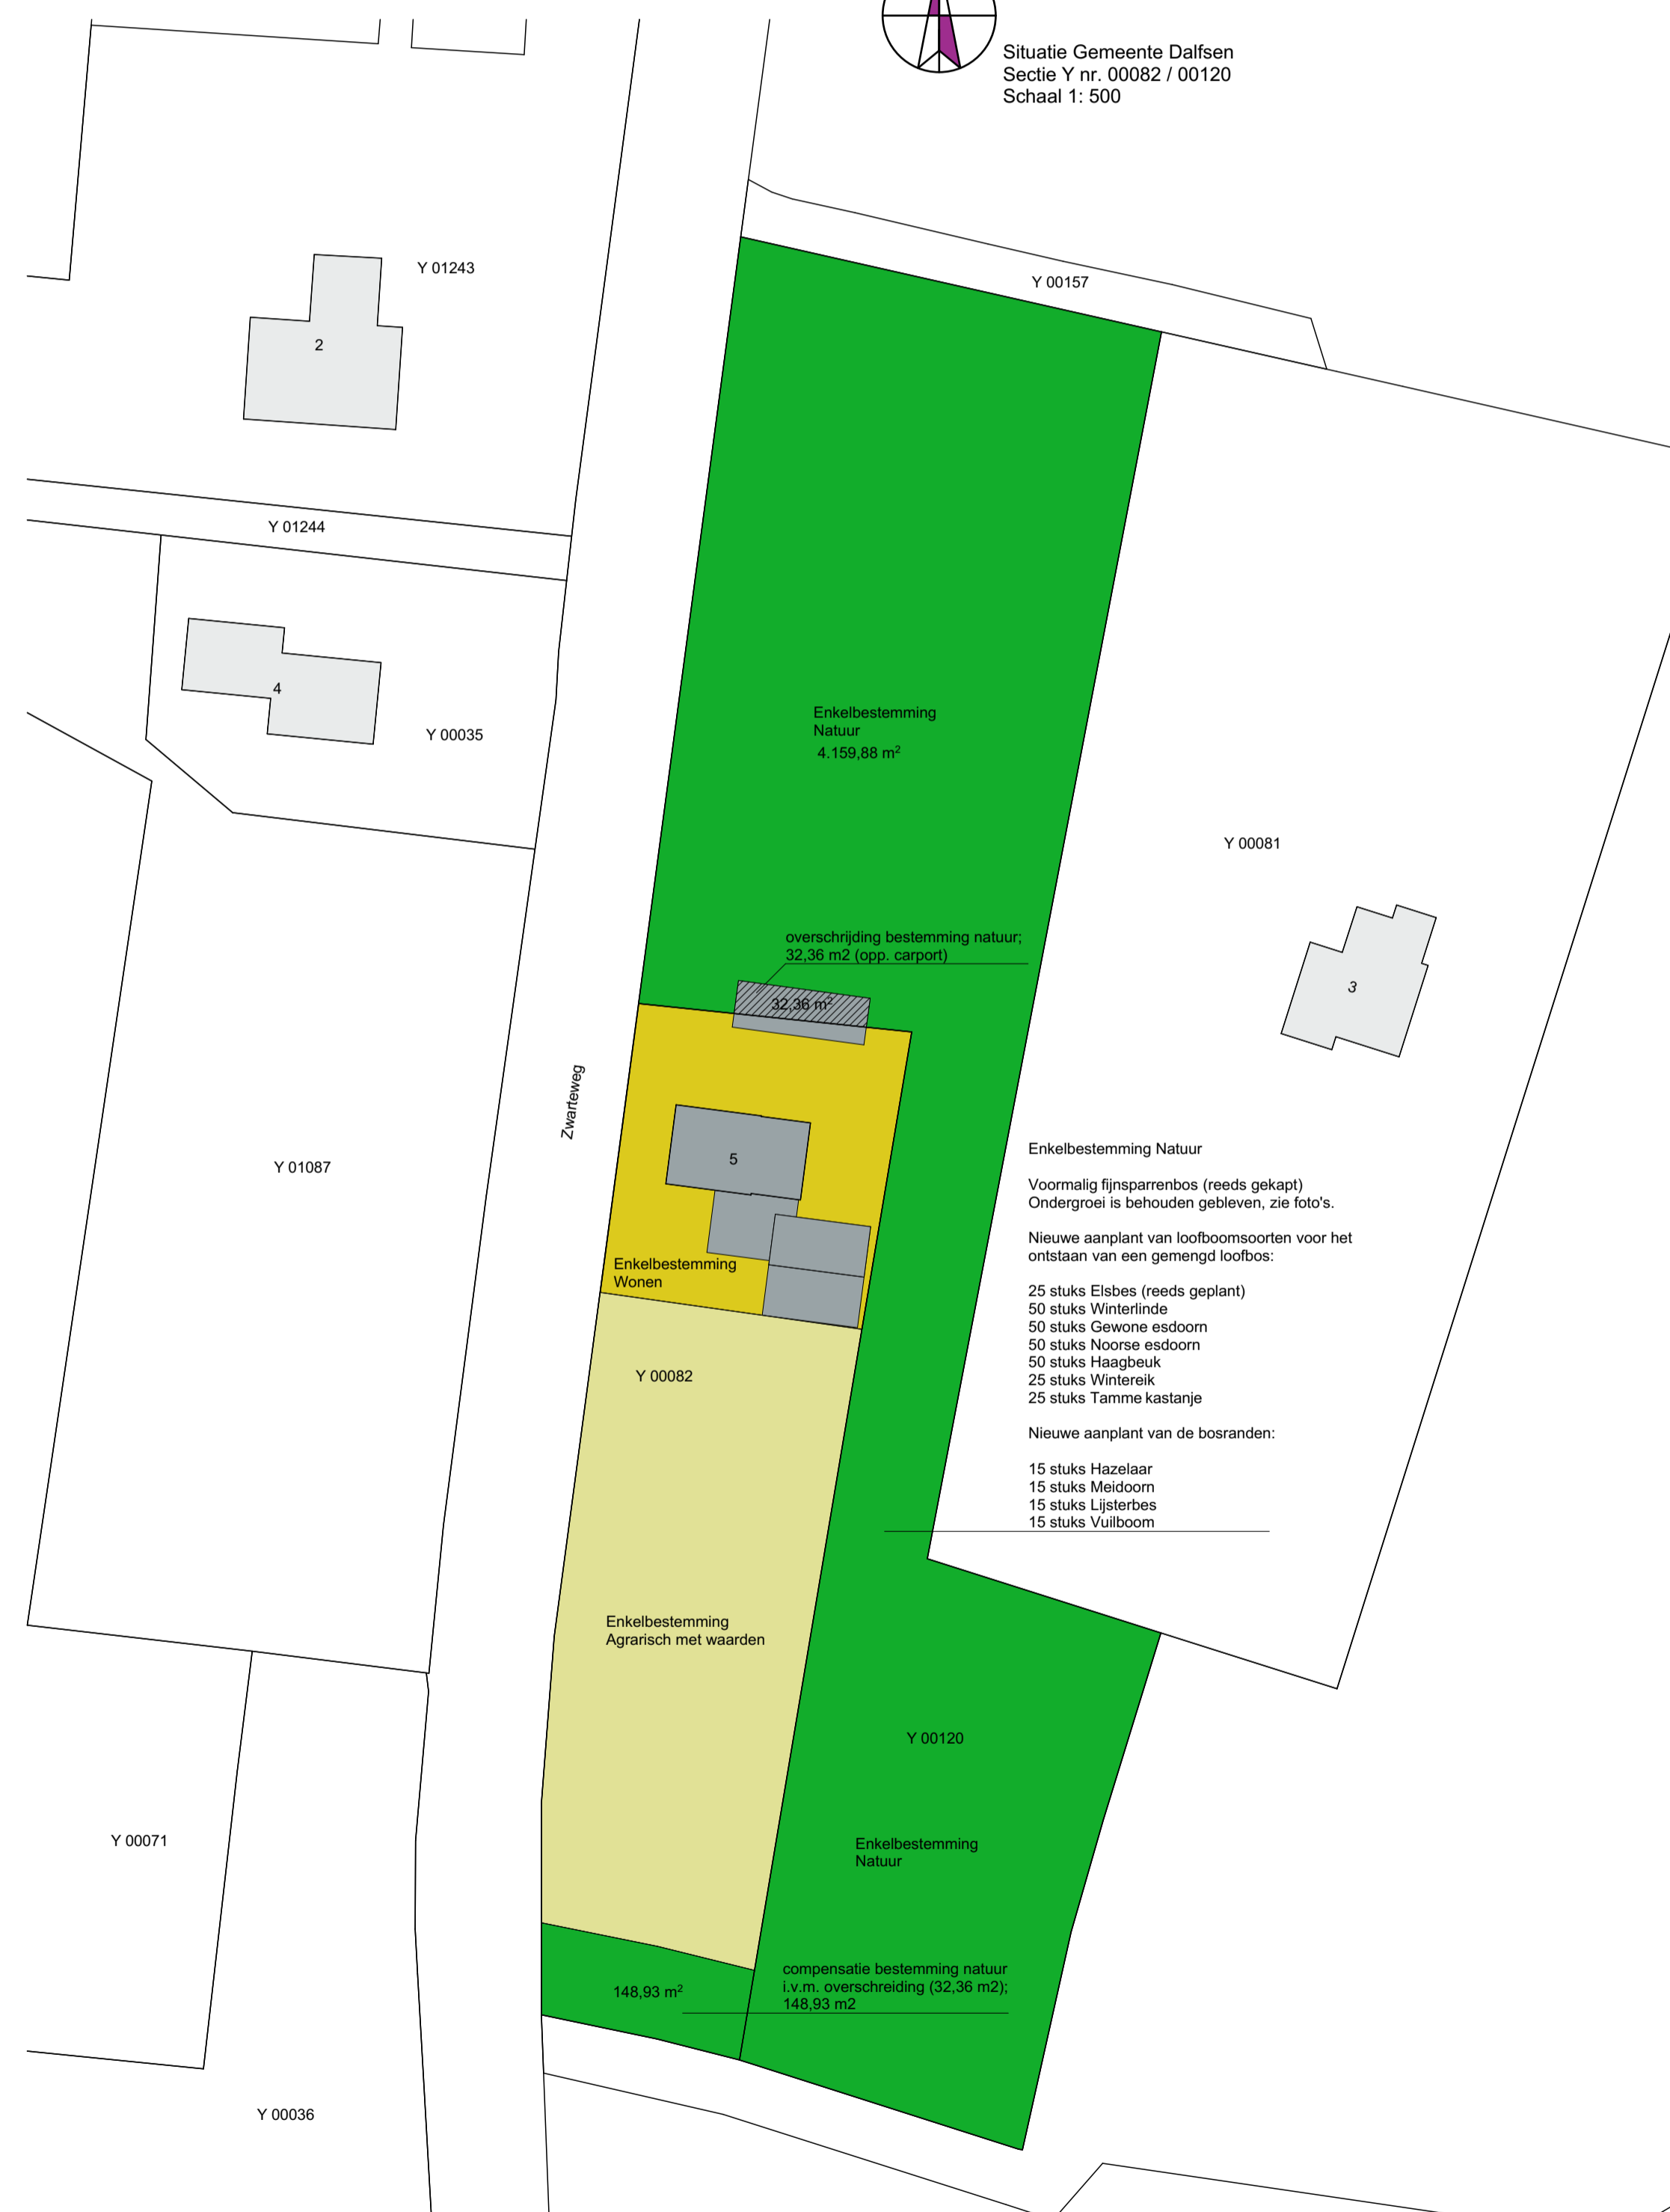 Situatie Gemeente Dalfsen
Sectie Y nr. 00082 / 00120
Schaal 1: 500
Y 01243
Y 00157
2
Y 01244
4
Y 00035
Enkelbestemming
Natuur
4.159,88 m²
Y 00081
overschrijding bestemming natuur;
32,36 m2 (opp. carport)
32,36 m²
3
Zwarteweg
5
Y 01087
Enkelbestemming
Wonen
Enkelbestemming Natuur
Voormalig fijnsparrenbos (reeds gekapt)
Ondergroei is behouden gebleven, zie foto's.
Nieuwe aanplant van loofboomsoorten voor het
ontstaan van een gemengd loofbos:
25 stuks Elsbes (reeds geplant)
50 stuks Winterlinde
50 stuks Gewone esdoorn
50 stuks Noorse esdoorn
50 stuks Haagbeuk
25 stuks Wintereik
25 stuks Tamme kastanje
Nieuwe aanplant van de bosranden:
15 stuks Hazelaar
15 stuks Meidoorn
15 stuks Lijsterbes
15 stuks Vuilboom
Y 00082
Enkelbestemming
Agrarisch met waarden
Y 00120
Y 00071
Enkelbestemming
Natuur
148,93 m²
compensatie bestemming natuur
i.v.m. overschreiding (32,36 m2);
148,93 m2
Y 00036